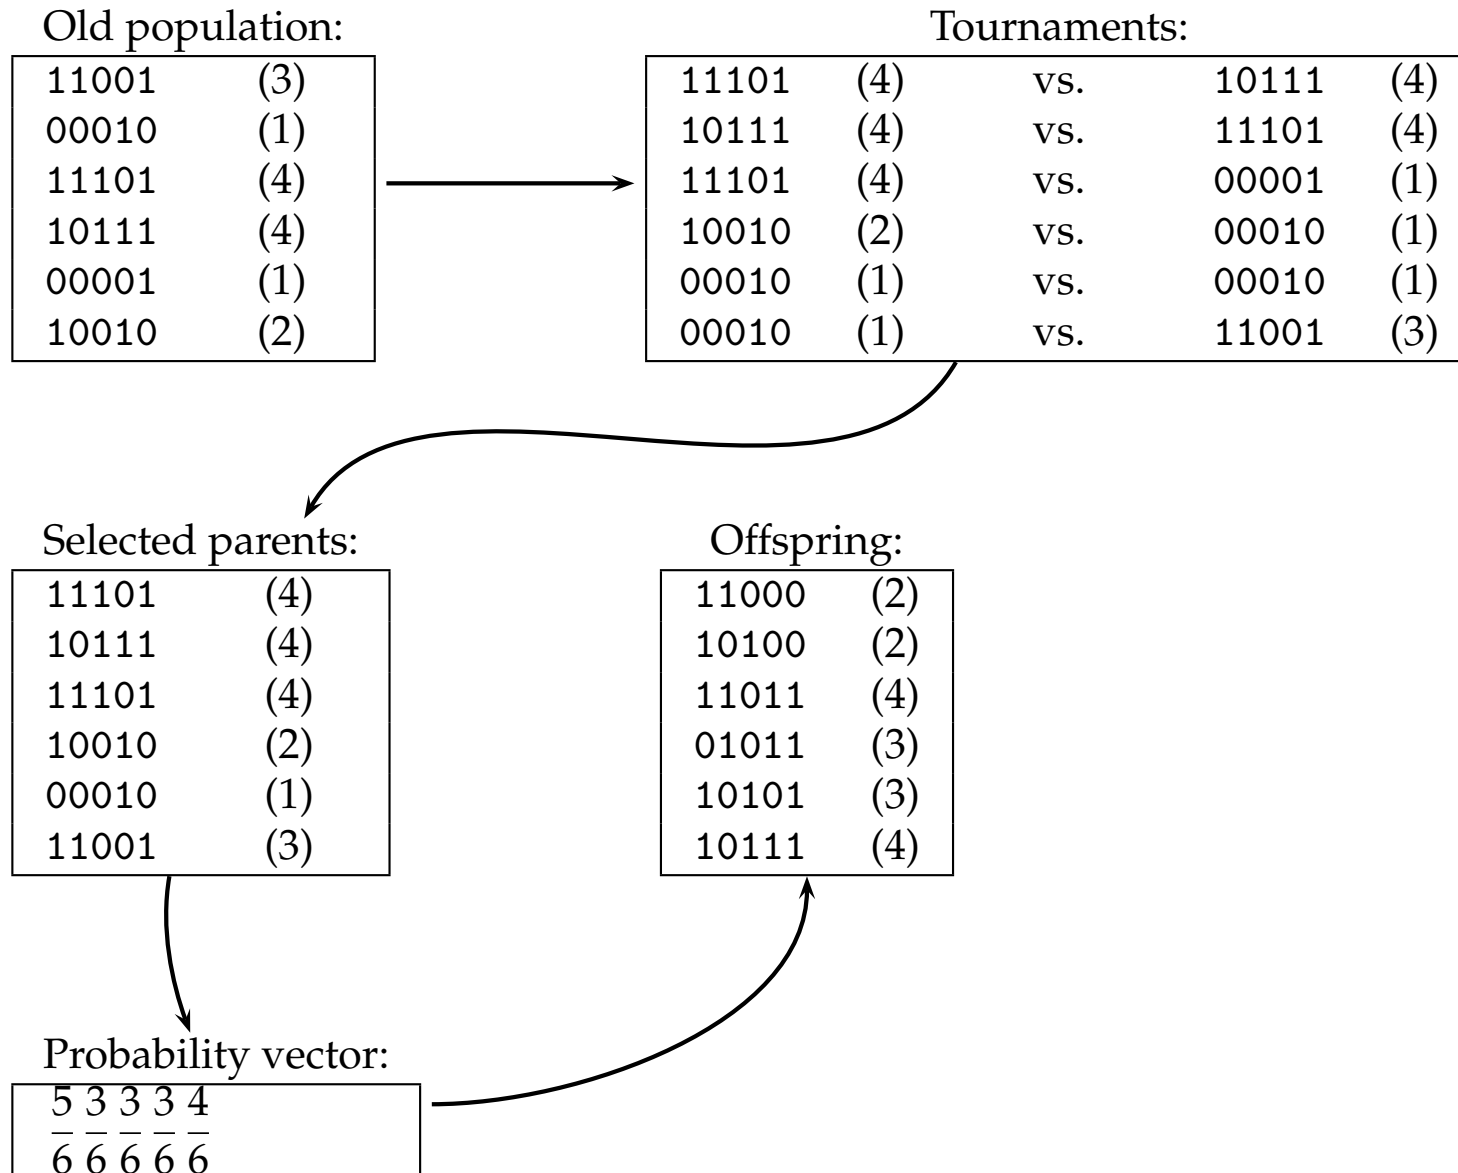 Old population:
11001 (3)
00010 (1)
11101 (4)
10111 (4)
00001 (1)
10010 (2)
Tournaments:
11101 (4) vs. 10111 (4)
10111 (4) vs. 11101 (4)
11101 (4) vs. 00001 (1)
10010 (2) vs. 00010 (1)
00010 (1) vs. 00010 (1)
00010 (1) vs. 11001 (3)
Selected parents:
11101 (4)
10111 (4)
11101 (4)
10010 (2)
00010 (1)
11001 (3)
Offspring:
11000 (2)
10100 (2)
11011 (4)
01011 (3)
10101 (3)
10111 (4)
Probability vector:
5 3 3 3 4
6 6 6 6 6